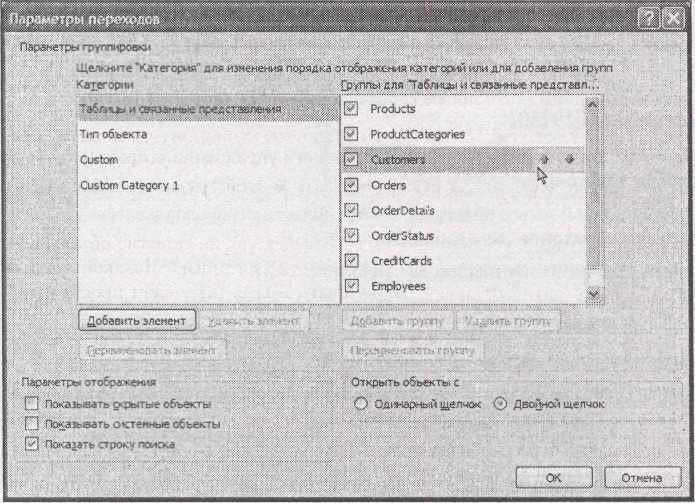 Параметры переходов
Параметры группировки
Щелкните "Категория" для изменения порядка отображения категорий или для добавления групп
Категории
Группы для "Таблицы и связанные представл...
Таблицы и связанные представления
Тип объекта
Custom
Custom Category 1
Products
ProductCategories
Customers
Orders
OrderDetails
OrderStatus
CreditCards
Employees
Добавить элемент
Удалить элемент
Добавить группу
Удалить группу
Переименовать элемент
Переименовать группу
Параметры отображения
Показывать скрытые объекты
Показывать системные объекты
Показать строку поиска
Открыть объекты с
Одинарный щелчок
Двойной щелчок
ОК
Отмена